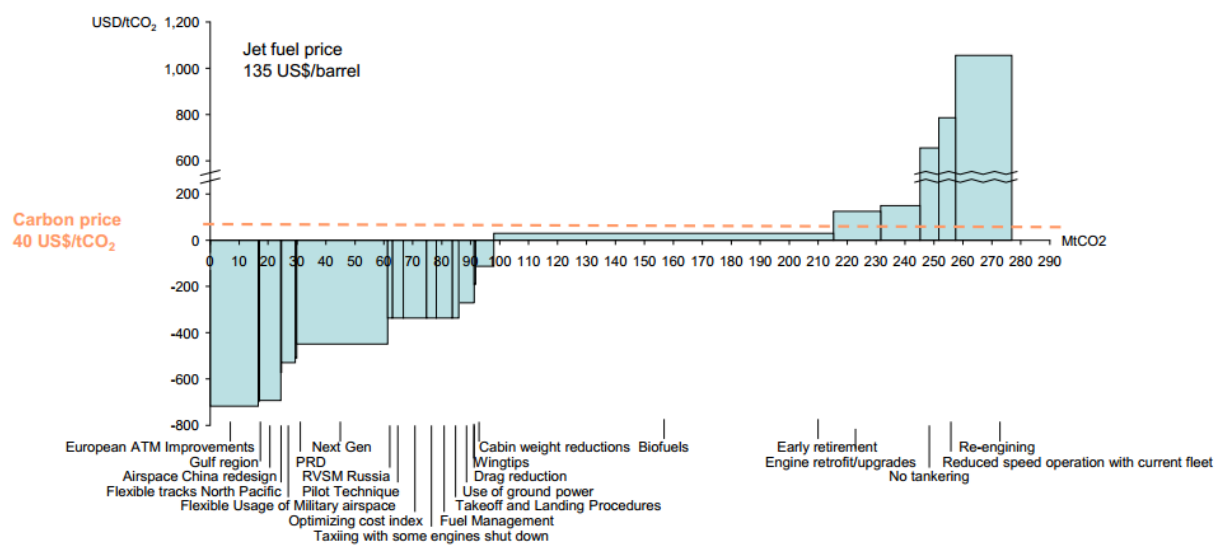 USD/tCO2
1,200
1,000
800
600
200
0
-200
-400
-600
-800
Jet fuel price
135 US$/barrel
Carbon price
40 US$/tCO2
0 10 20 30 40 50 60 70 80 90 100 110 120 130 140 150 160 170 180 190 200 210 220 230 240 250 260 270 280 290
MtCO2
European ATM Improvements Next Gen Cabin weight reductions Biofuels Early retirement Re-engining
Gulf region PRD Wingtips Engine retrofit/upgrades Reduced speed operation with current fleet
Airspace China redesign RVSM Russia Drag reduction No tankering
Flexible tracks North Pacific Pilot Technique Use of ground power
Flexible Usage of Military airspace Takeoff and Landing Procedures
Optimizing cost index Fuel Management
Taxiing with some engines shut down